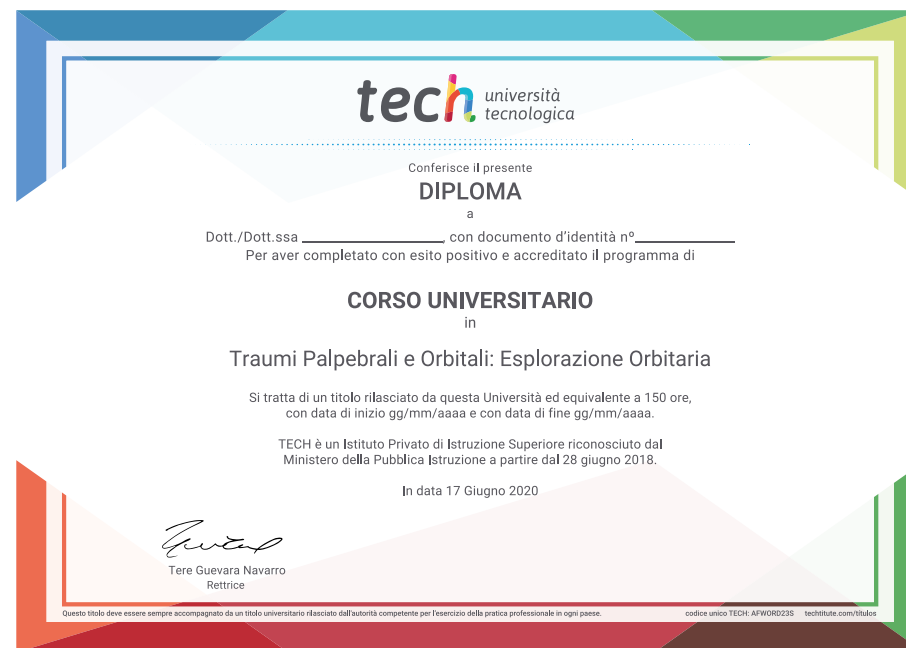 tech università
tecnologica
Conferisce il presente
DIPLOMA
a
Dott./Dott.ssa ____________________, con documento d'identità nº______________
Per aver completato con esito positivo e accreditato il programma di
CORSO UNIVERSITARIO
in
Traumi Palpebrali e Orbitali: Esplorazione Orbitaria
Si tratta di un titolo rilasciato da questa Università ed equivalente a 150 ore,
con data di inizio gg/mm/aaaa e con data di fine gg/mm/aaaa.
TECH è un Istituto Privato di Istruzione Superiore riconosciuto dal
Ministero della Pubblica Istruzione a partire dal 28 giugno 2018.
In data 17 Giugno 2020
Tere Guevara Navarro
Rettrice
Questo titolo deve essere sempre accompagnato da un titolo universitario rilasciato dall'autorità competente per l'esercizio della pratica professionale in ogni paese. codice unico TECH: AFWORD23S techtitute.com/titulos